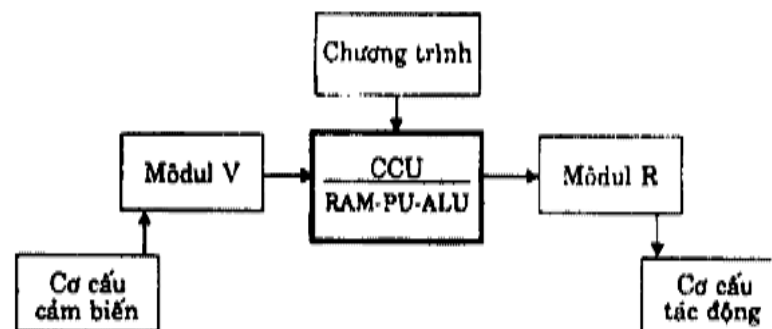 Chương trình
Môdul V
CCU
RAM-PU-ALU
Môdul R
Cơ cấu
cảm biến
Cơ cấu
tác động